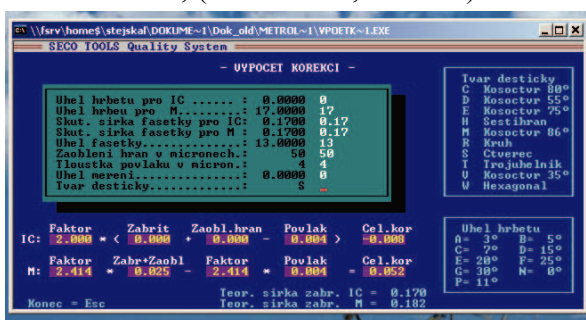 \\fsrv\home$\stejskal\DOKUME~1\Dok_old\METROL~1\VPOETK~1.EXE
SECO TOOLS Quality System
- VYPOCET KOREKCI -
Uhel hrbetu pro IC ...... : 0.0000 0
Uhel hrbeu pro M.........: 17.0000 17
Skut. sirka fasetky pro IC: 0.1700 0.17
Skut. sirka fasetky pro M : 0.1700 0.17
Uhel fasetky.............: 13.0000 13
Zaobleni hran v micronech.: 50 50
Tloustka povlaku v micron.: 4 4
Uhel mereni..............: 0.0000 0
Tvar desticky............: S _
Tvar desticky
C Kosoctvr 80°
D Kosoctvr 55°
E Kosoctvr 75°
H Sestihran
M Kosoctvr 86°
R Kruh
S Ctverec
T Trojuhelnik
V Kosoctvr 35°
W Hexagonal
Faktor Zabrit Zaobl.hran Povlak Cel.kor
IC: 2.000 * ( 0.000 + 0.000 - 0.004 ) -0.008
Faktor Zabr+Zaobl Faktor Povlak Cel.kor
M: 2.414 * 0.025 - 2.414 * 0.004 = 0.052
Uhel hrbetu
A= 3° B= 5°
C= 7° D= 15°
E= 20° F= 25°
G= 30° N= 0°
P= 11°
Teor. sirka zabr. IC = 0.170
Konec = Esc Teor. sirka zabr. M = 0.182